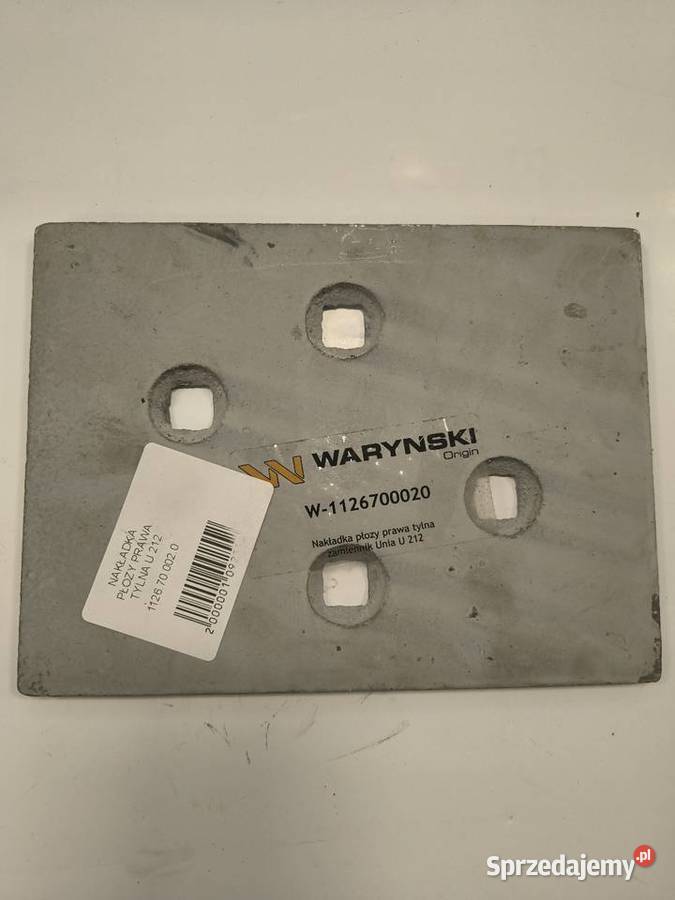 WARYŃSKI
Origin
W-1126700020
Nakładka płozy prawa tylna
zamiennik Unia U 212
NAKŁADKA
PŁOZY PRAWA
TYLNA U 212
1126 70 002 0
Sprzedajemy.pl